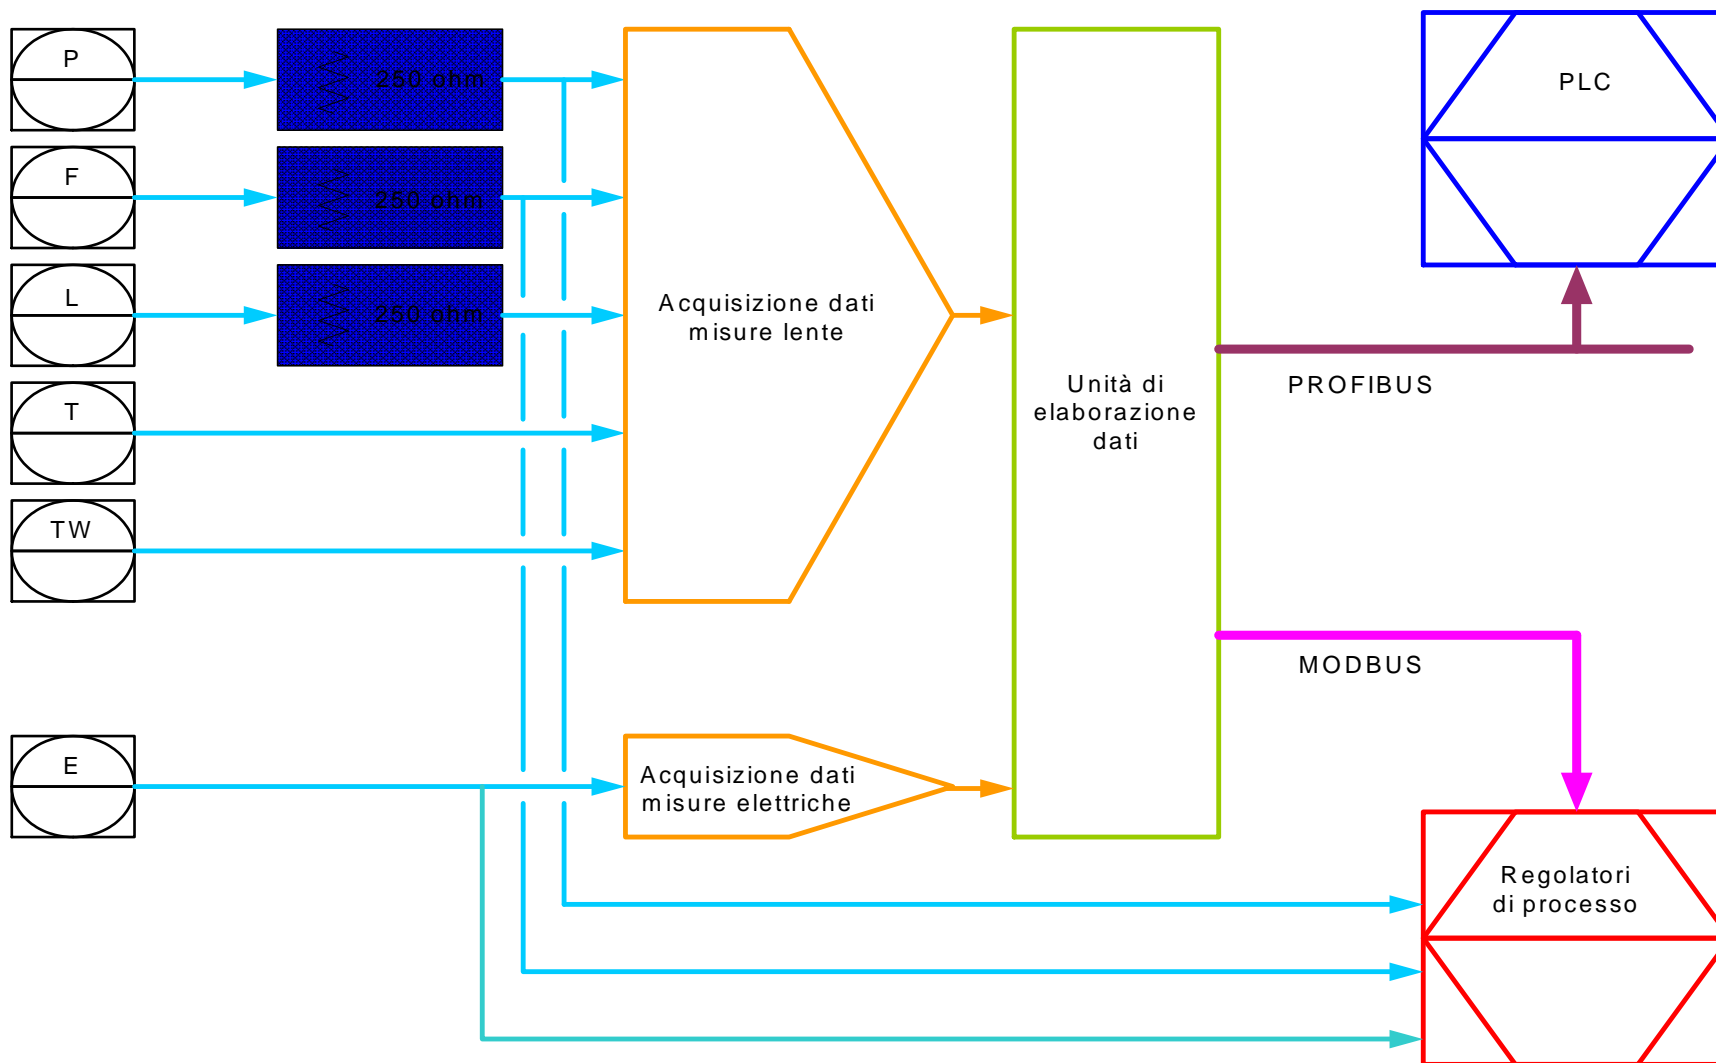 P
250 ohm
PLC
F
250 ohm
L
250 ohm
Acquisizione dati
misure lente
T
Unità di
elaborazione
dati
PROFIBUS
TW
MODBUS
E
Acquisizione dati
misure elettriche
Regolatori
di processo